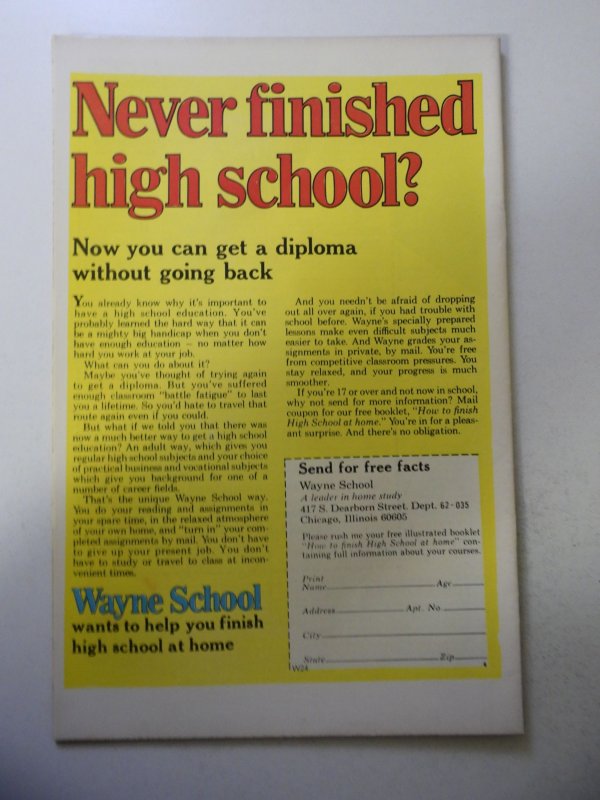 Never finished
high school?
Now you can get a diploma
without going back
You already know why it's important to
have a high school education. You've
probably learned the hard way that it can
be a mighty big handicap when you don't
have enough education – no matter how
hard you work at your job.
What can you do about it?
Maybe you've thought of trying again
to get a diploma. But you've suffered
enough classroom "battle fatigue" to last
you a lifetime. So you'd hate to travel that
route again even if you could.
But what if we told you that there was
now a much better way to get a high school
education? An adult way, which gives you
regular high school subjects and your choice
of practical business and vocational subjects
which give you background for one of a
number of career fields.
That's the unique Wayne School way.
You do your reading and assignments in
your spare time, in the relaxed atmosphere
of your own home, and "turn in" your com-
pleted assignments by mail. You don't have
to give up your present job. You don't
have to study or travel to class at incon-
venient times.
Wayne School
wants to help you finish
high school at home
And you needn't be afraid of dropping
out all over again, if you had trouble with
school before. Wayne's specially prepared
lessons make even difficult subjects much
easier to take. And Wayne grades your as-
signments in private, by mail. You're free
from competitive classroom pressures. You
stay relaxed, and your progress is much
smoother.
If you're 17 or over and not now in school,
why not send for more information? Mail
coupon for our free booklet, "How to finish
High School at home." You're in for a pleas-
ant surprise. And there's no obligation.
Send for free facts
Wayne School
A leader in home study
417 S. Dearborn Street, Dept. 62-035
Chicago, Illinois 60605
Please rush me your free illustrated booklet
"How to finish High School at home" con-
taining full information about your courses.
Print
Name Age
Address Apt. No.
City
State Zip
W24